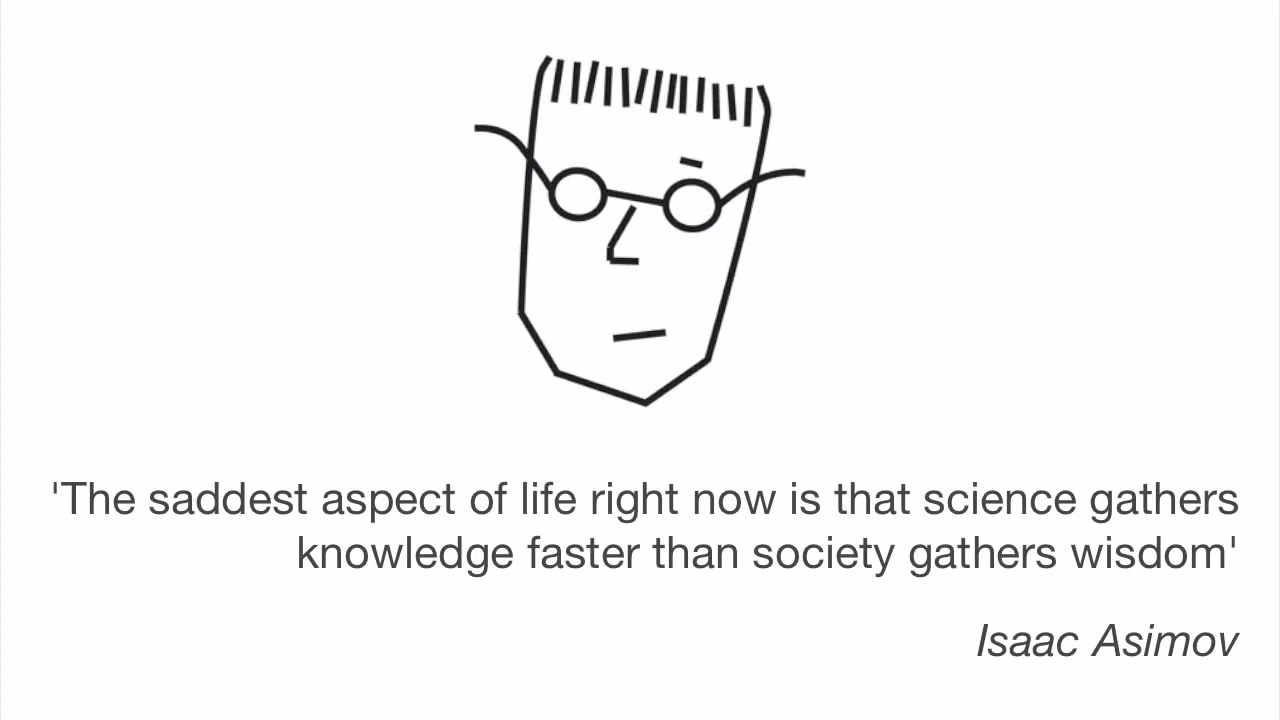 'The saddest aspect of life right now is that science gathers
knowledge faster than society gathers wisdom'
Isaac Asimov